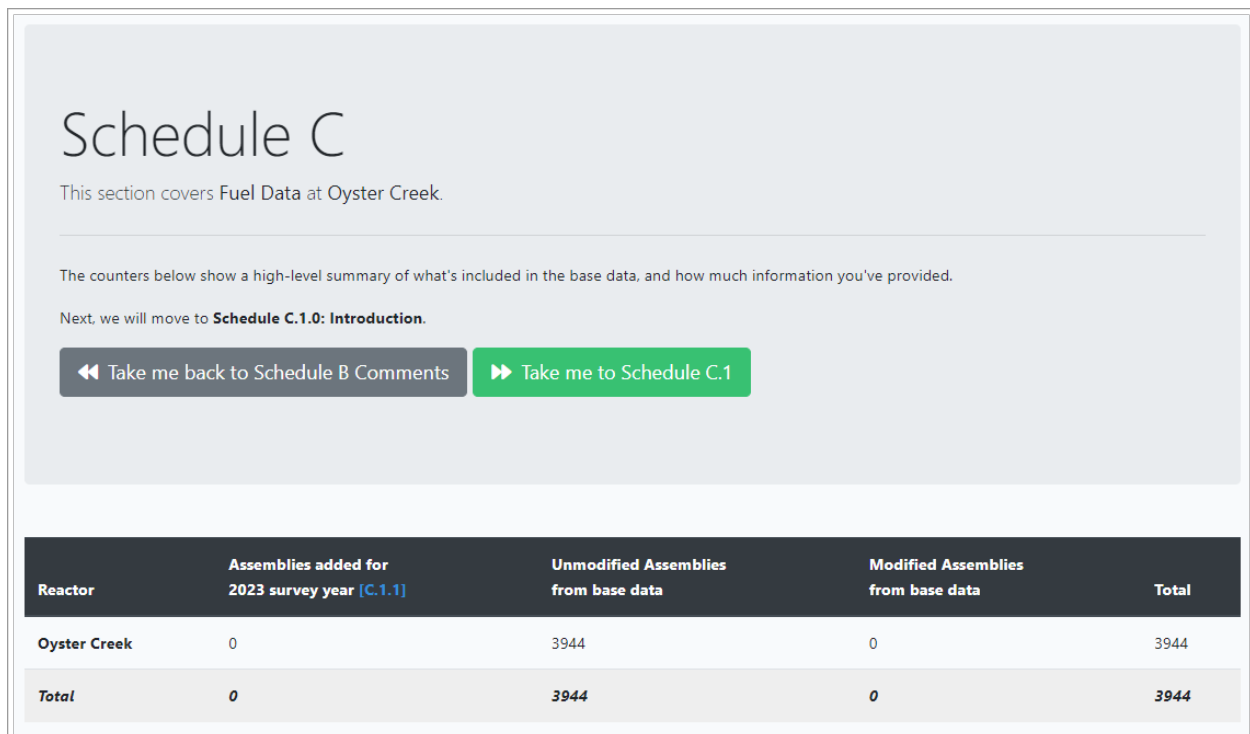 Schedule C
This section covers Fuel Data at Oyster Creek.
The counters below show a high-level summary of what's included in the base data, and how much information you've provided.
Next, we will move to Schedule C.1.0: Introduction.
Take me back to Schedule B Comments
Take me to Schedule C.1
Reactor
Assemblies added for
2023 survey year [C.1.1]
Unmodified Assemblies
from base data
Modified Assemblies
from base data
Total
Oyster Creek 0 3944 0 3944
Total 0 3944 0 3944